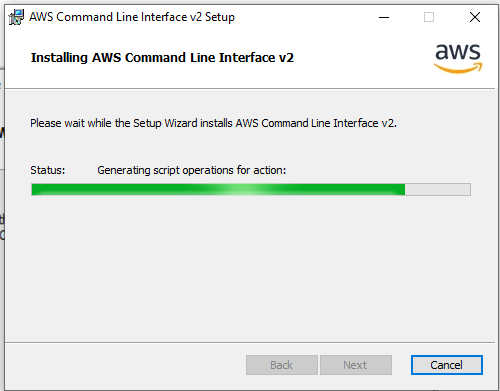 AWS Command Line Interface v2 Setup
Installing AWS Command Line Interface v2
aws
Please wait while the Setup Wizard installs AWS Command Line Interface v2.
Status: Generating script operations for action:
Back Next Cancel